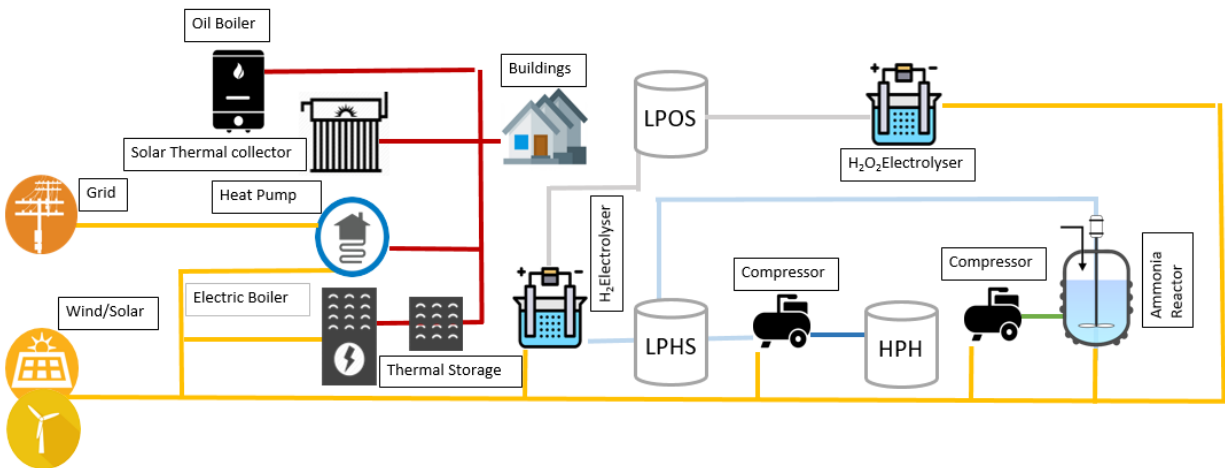 Oil Boiler
Buildings
LPOS
+ −
Solar Thermal collector
H₂O₂Electrolyser
Grid
Heat Pump
H₂Electrolyser
Ammonia
Reactor
Compressor
Compressor
Electric Boiler
+ −
Wind/Solar
LPHS
HPH
Thermal Storage